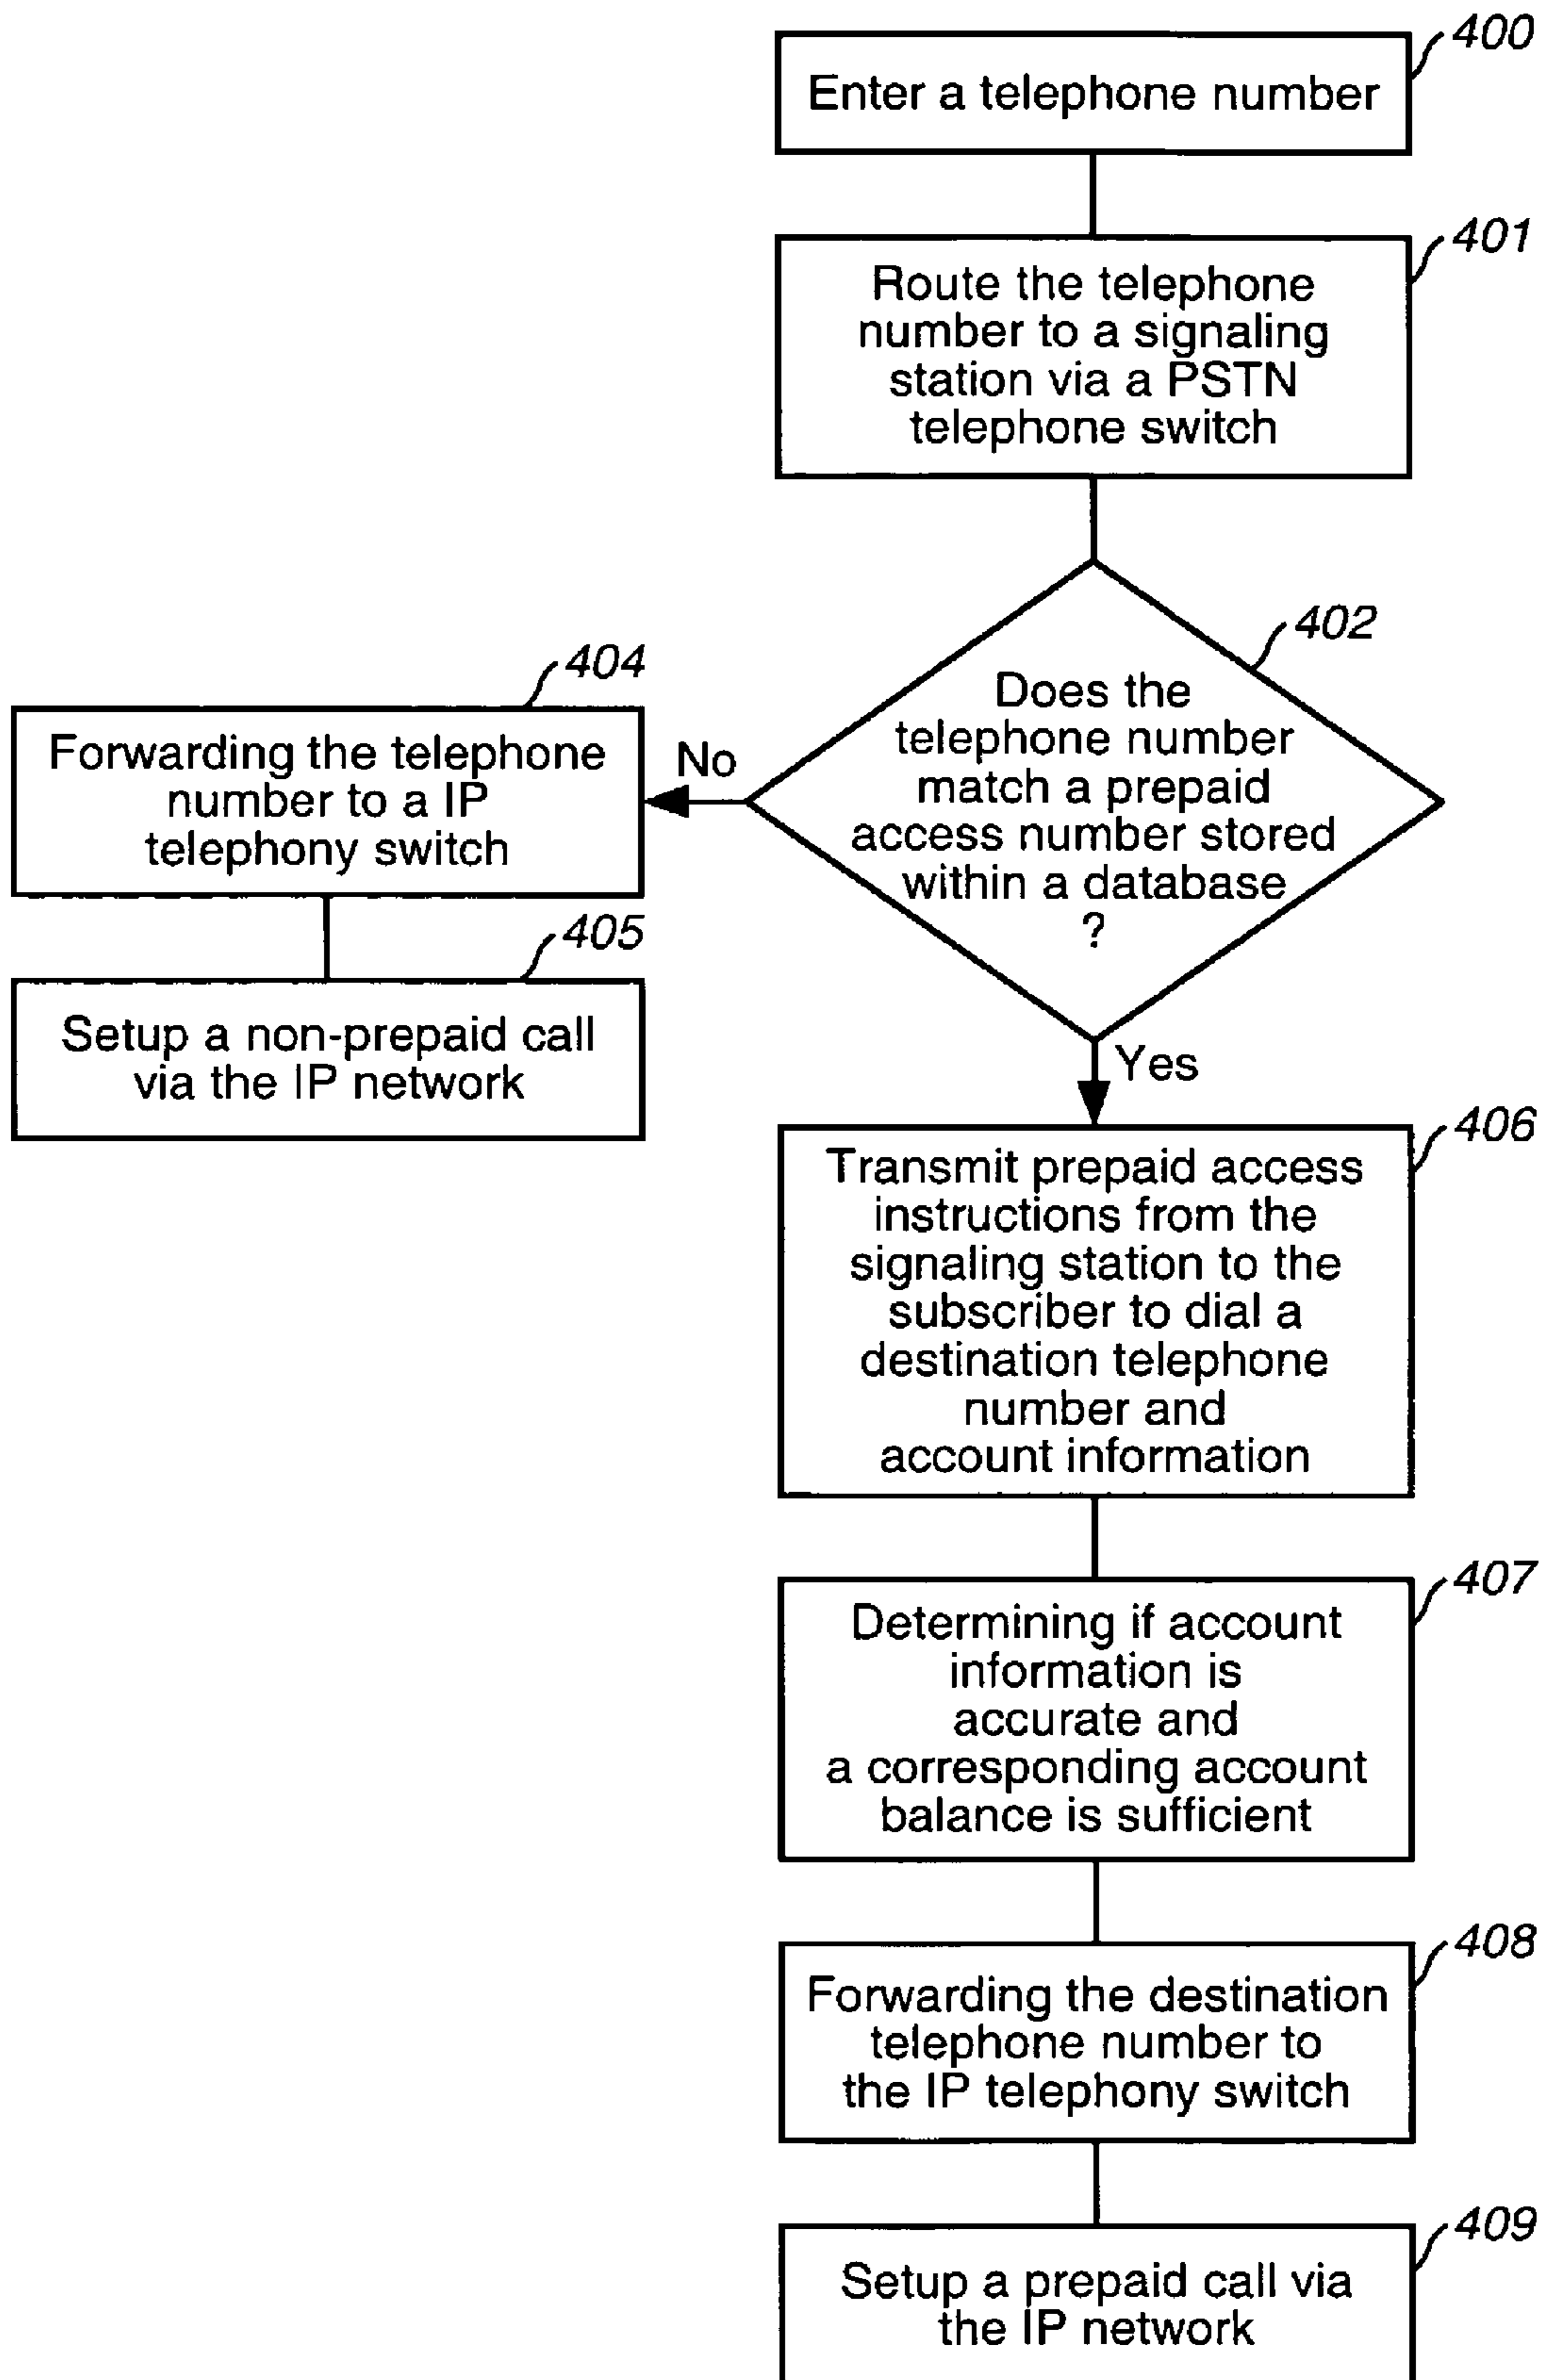 400
Enter a telephone number
401
Route the telephone
number to a signaling
station via a PSTN
telephone switch
402
Does the
telephone number
match a prepaid
access number stored
within a database
?
No
404
Forwarding the telephone
number to a IP
telephony switch
405
Setup a non-prepaid call
via the IP network
Yes
406
Transmit prepaid access
instructions from the
signaling station to the
subscriber to dial a
destination telephone
number and
account information
407
Determining if account
information is
accurate and
a corresponding account
balance is sufficient
408
Forwarding the destination
telephone number to
the IP telephony switch
409
Setup a prepaid call via
the IP network